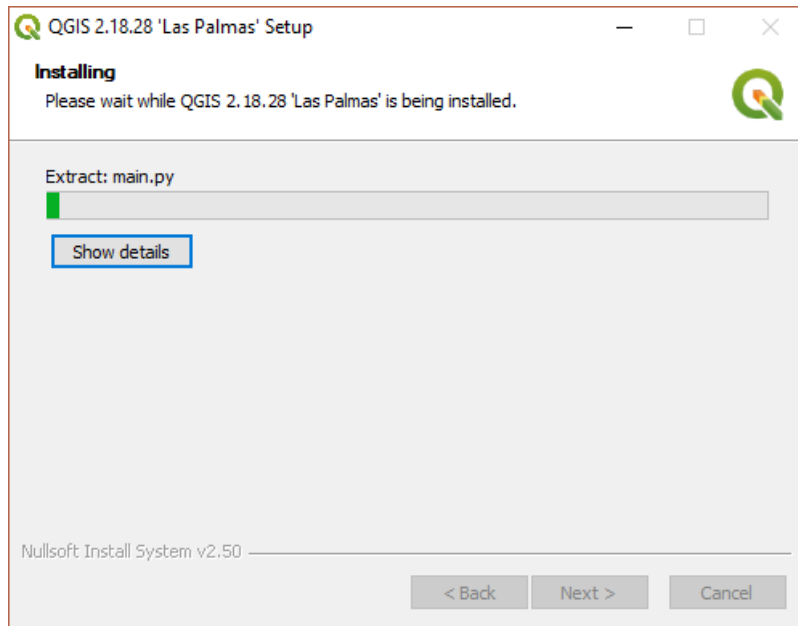 QGIS 2.18.28 'Las Palmas' Setup
Installing
Please wait while QGIS 2.18.28 'Las Palmas' is being installed.
Extract: main.py
Show details
Nullsoft Install System v2.50
< Back Next > Cancel